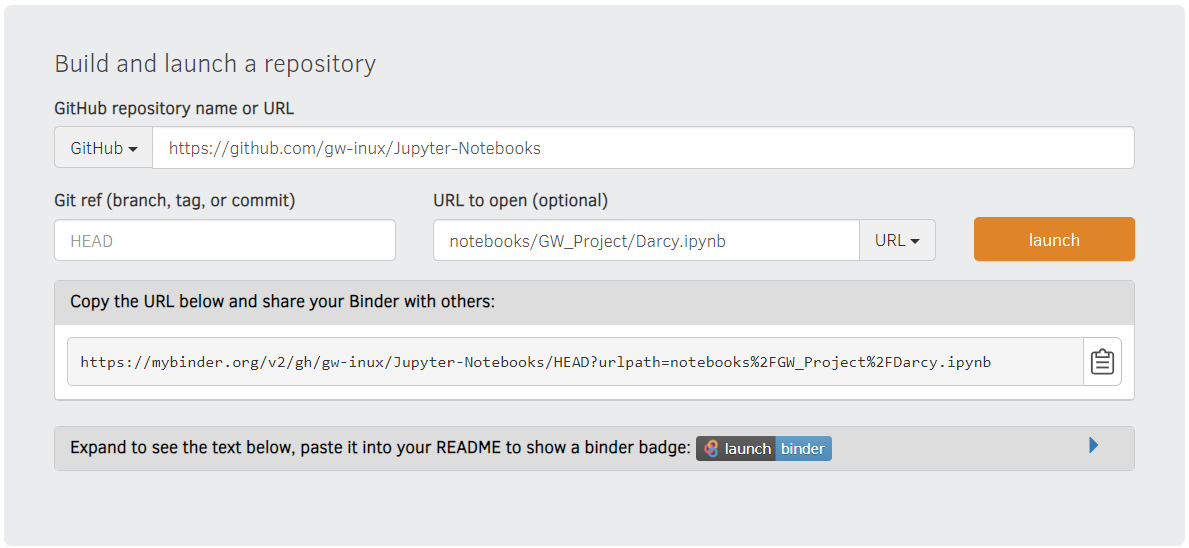 Build and launch a repository
GitHub repository name or URL
GitHub https://github.com/gw-inux/Jupyter-Notebooks
Git ref (branch, tag, or commit) URL to open (optional)
HEAD notebooks/GW_Project/Darcy.ipynb URL launch
Copy the URL below and share your Binder with others:
https://mybinder.org/v2/gh/gw-inux/Jupyter-Notebooks/HEAD?urlpath=notebooks%2FGW_Project%2FDarcy.ipynb
Expand to see the text below, paste it into your README to show a binder badge: launch binder